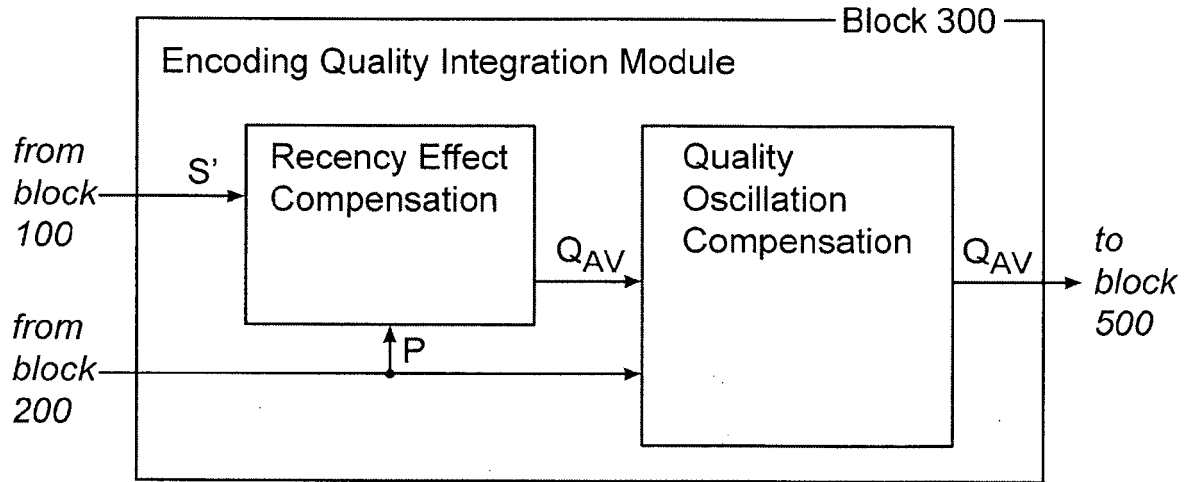 Block 300
Encoding Quality Integration Module
from
block
100
S'
Recency Effect
Compensation
Q_AV
Quality
Oscillation
Compensation
Q_AV
to
block
500
from
block
200
P